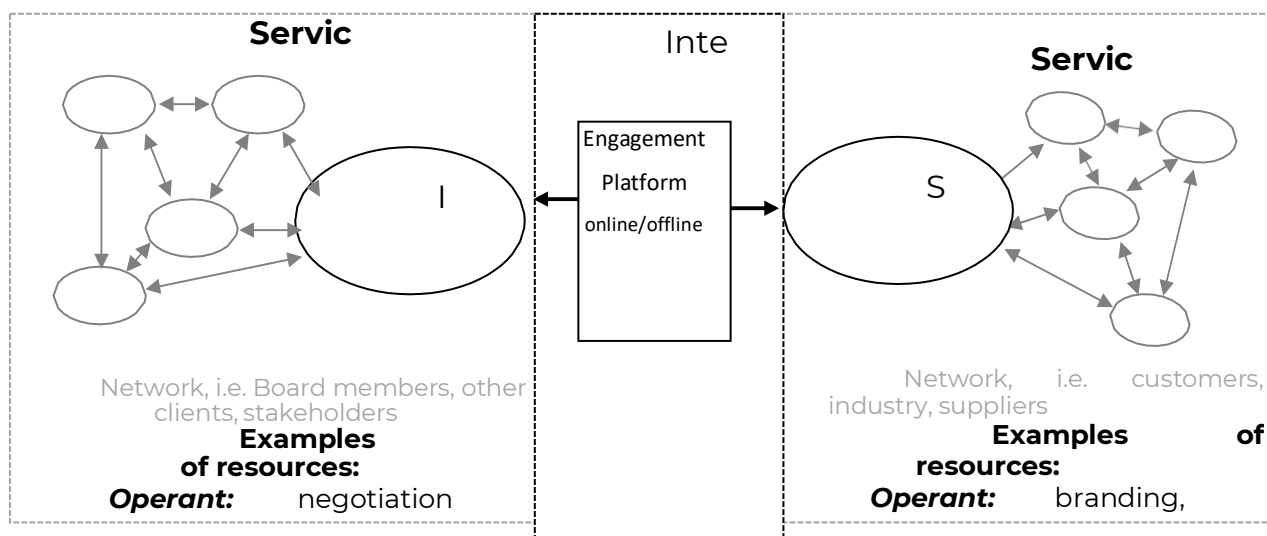 Servic
I
Network, i.e. Board members, other
clients, stakeholders
Examples
of resources:
Operant: negotiation
Inte
Engagement
Platform
online/offline
Servic
S
Network, i.e. customers,
industry, suppliers
Examples of
resources:
Operant: branding,